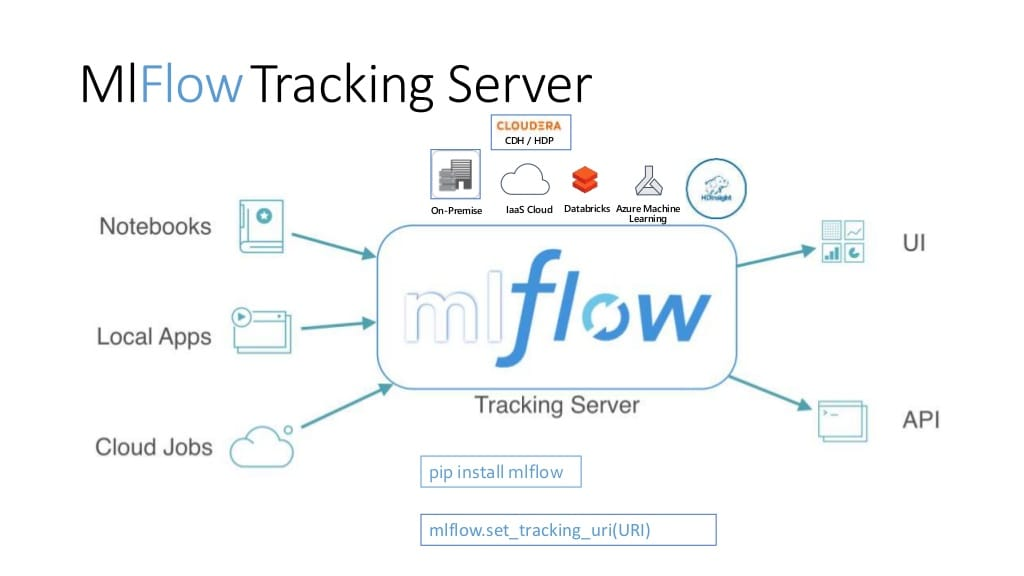 MlFlow Tracking Server
CLOUDERA
CDH / HDP
On-Premise
IaaS Cloud
Databricks
Azure Machine
Learning
HDInsight
Notebooks
Local Apps
Cloud Jobs
mlflow
Tracking Server
UI
API
pip install mlflow
mlflow.set_tracking_uri(URI)